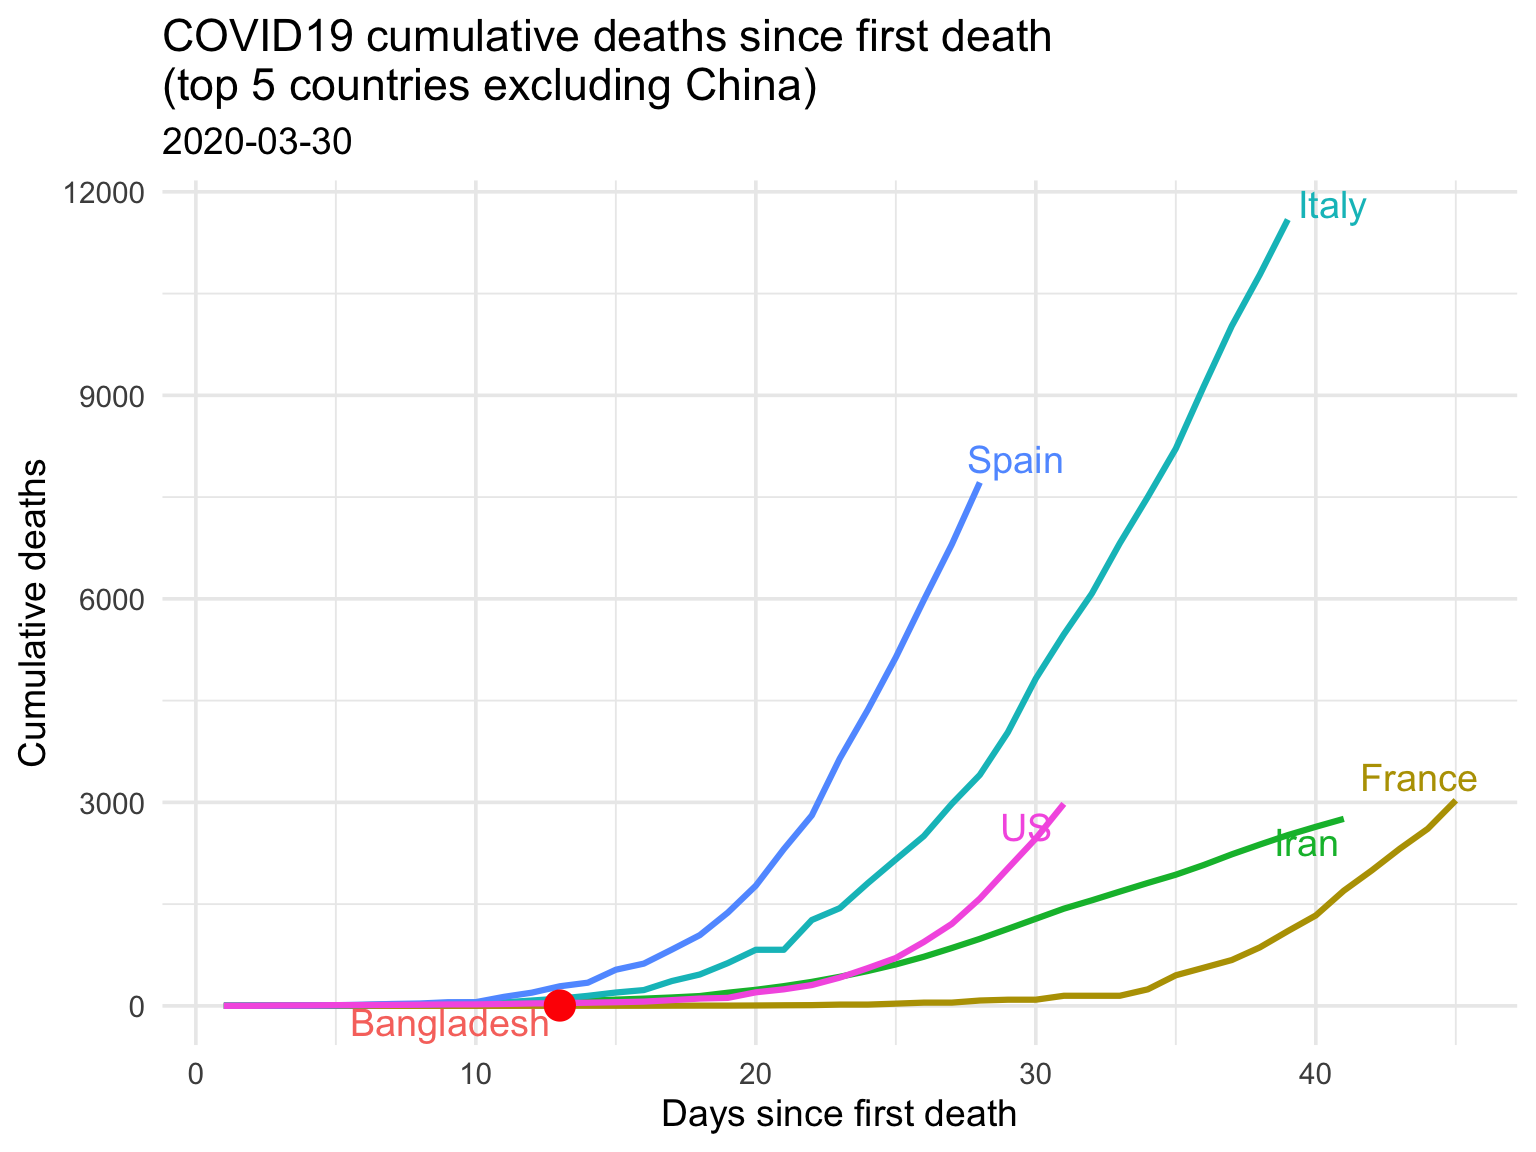 COVID19 cumulative deaths since first death
(top 5 countries excluding China)
2020-03-30
12000
9000
6000
3000
0
Cumulative deaths
Italy
Spain
France
US
Iran
Bangladesh
0
10
20
30
40
Days since first death